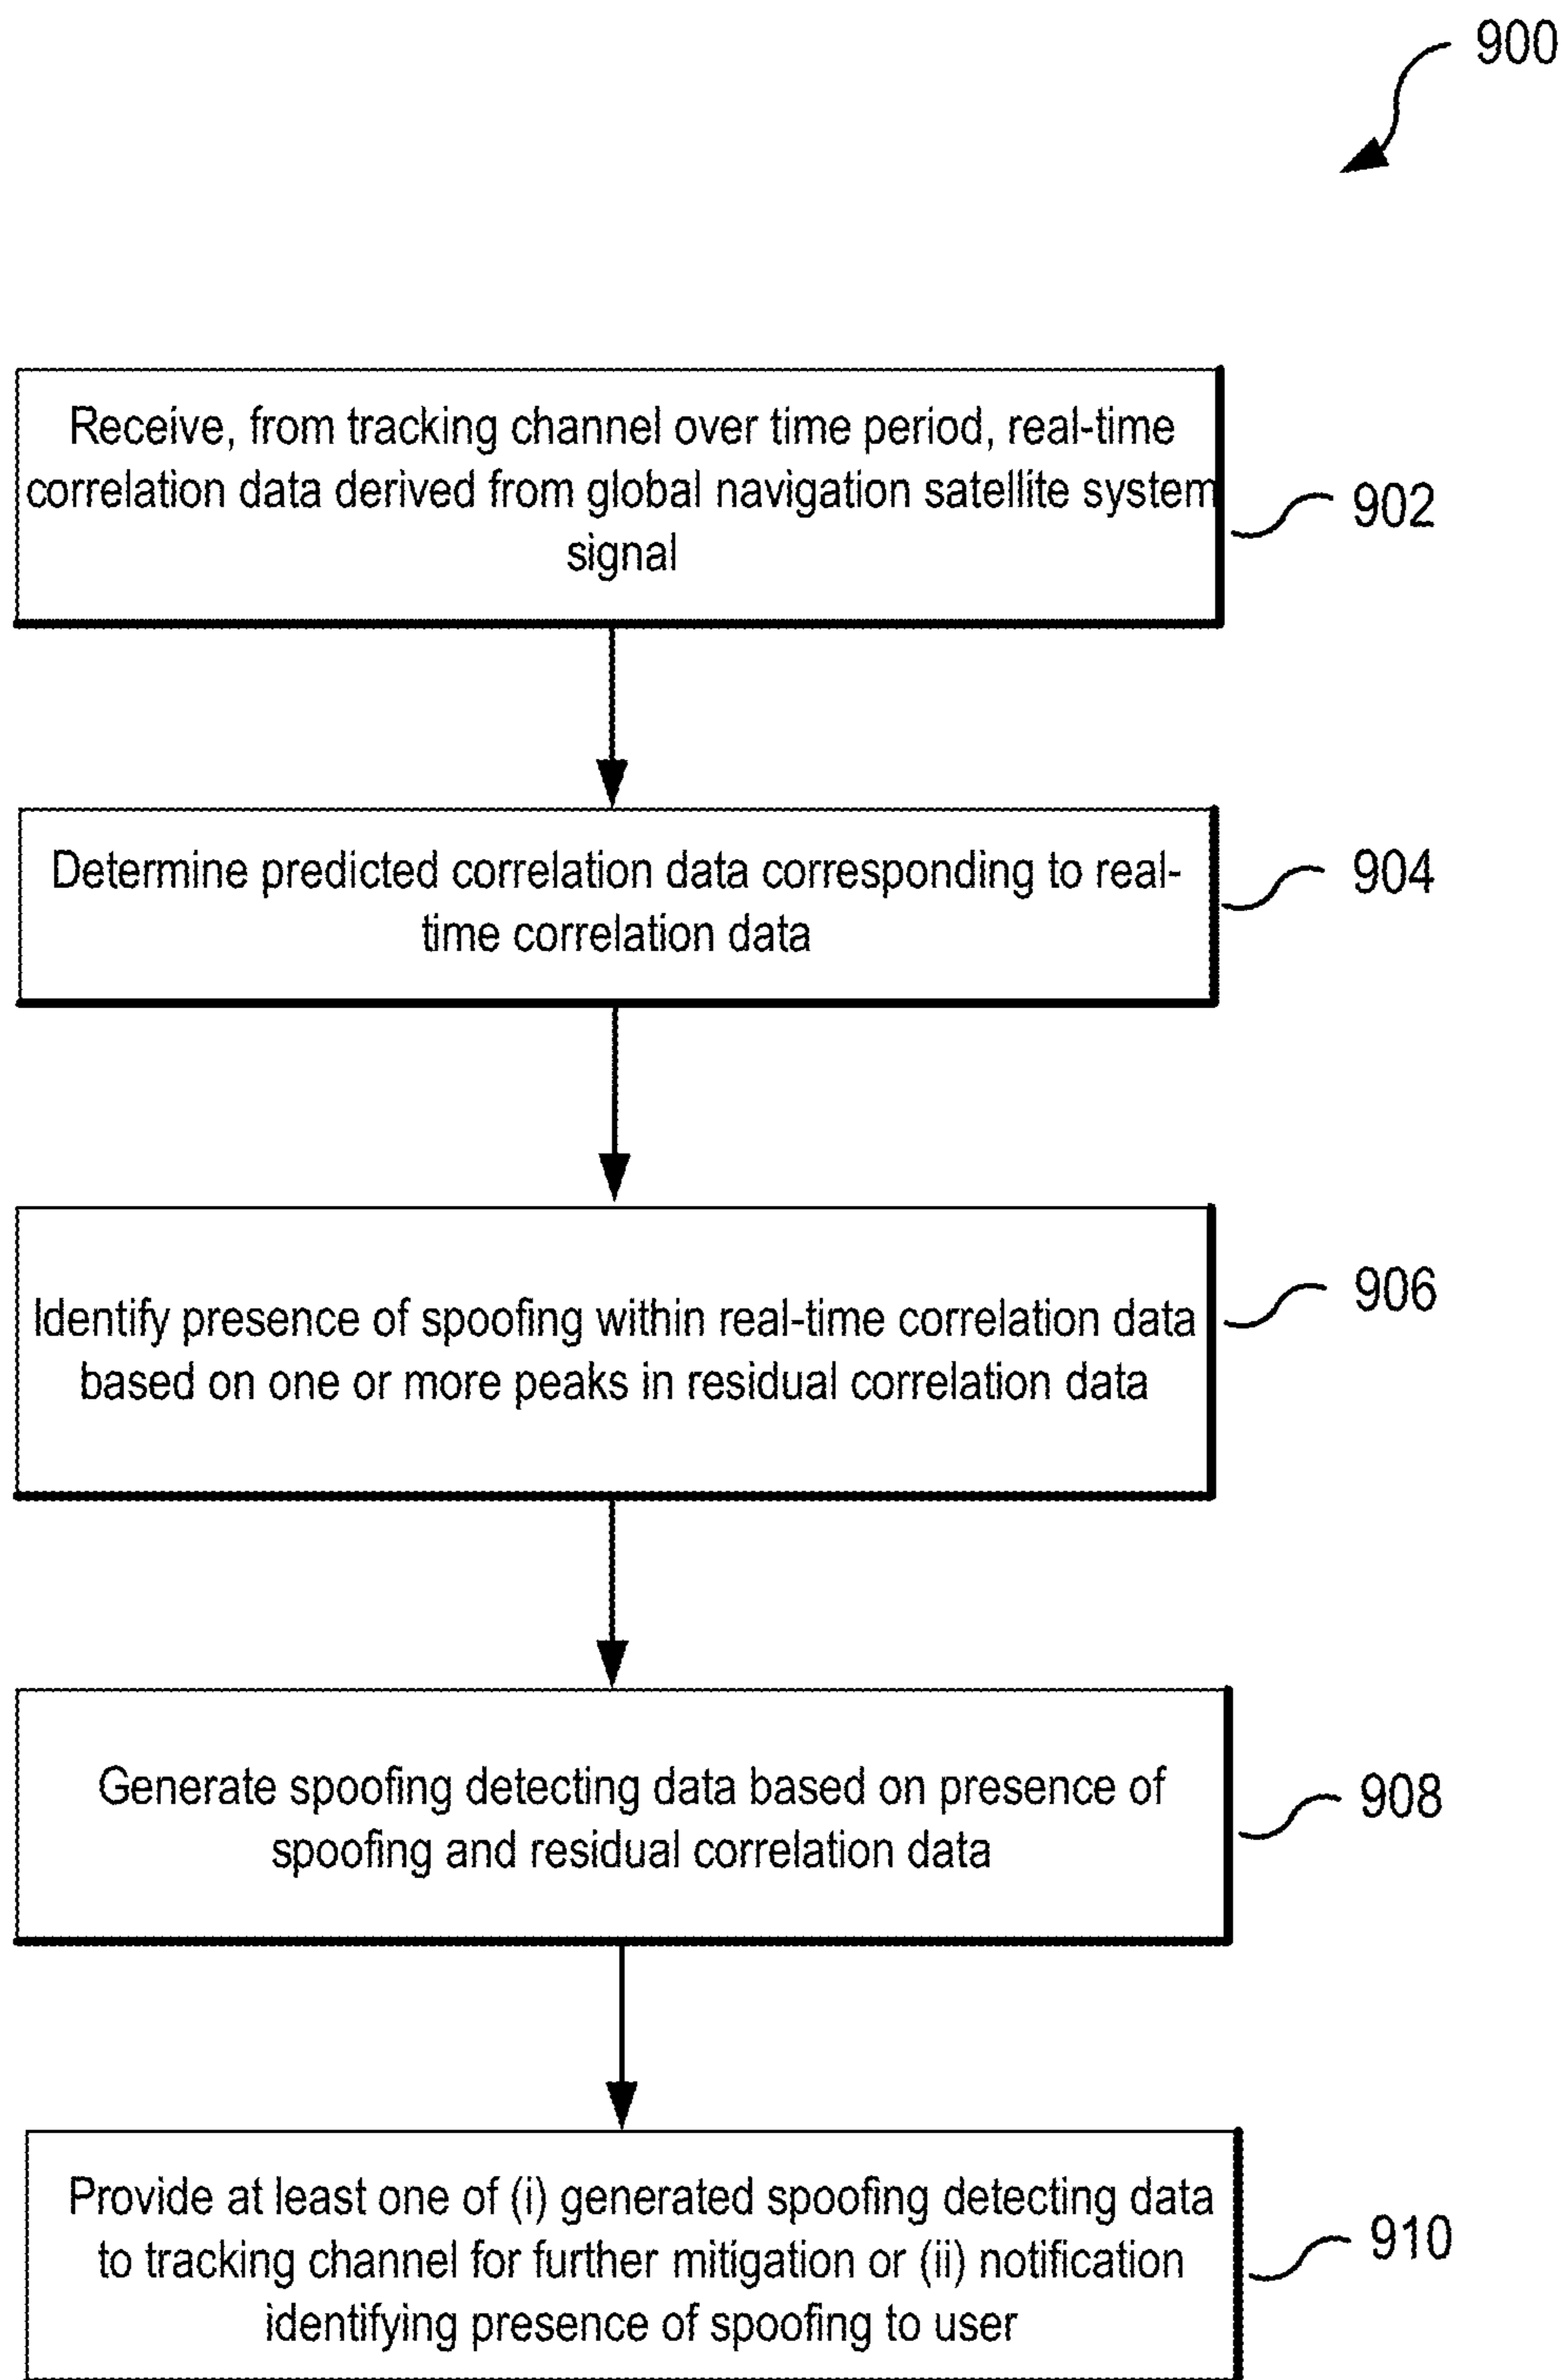 900
Receive, from tracking channel over time period, real-time
correlation data derived from global navigation satellite system
signal
902
Determine predicted correlation data corresponding to real-
time correlation data
904
Identify presence of spoofing within real-time correlation data
based on one or more peaks in residual correlation data
906
Generate spoofing detecting data based on presence of
spoofing and residual correlation data
908
Provide at least one of (i) generated spoofing detecting data
to tracking channel for further mitigation or (ii) notification
identifying presence of spoofing to user
910